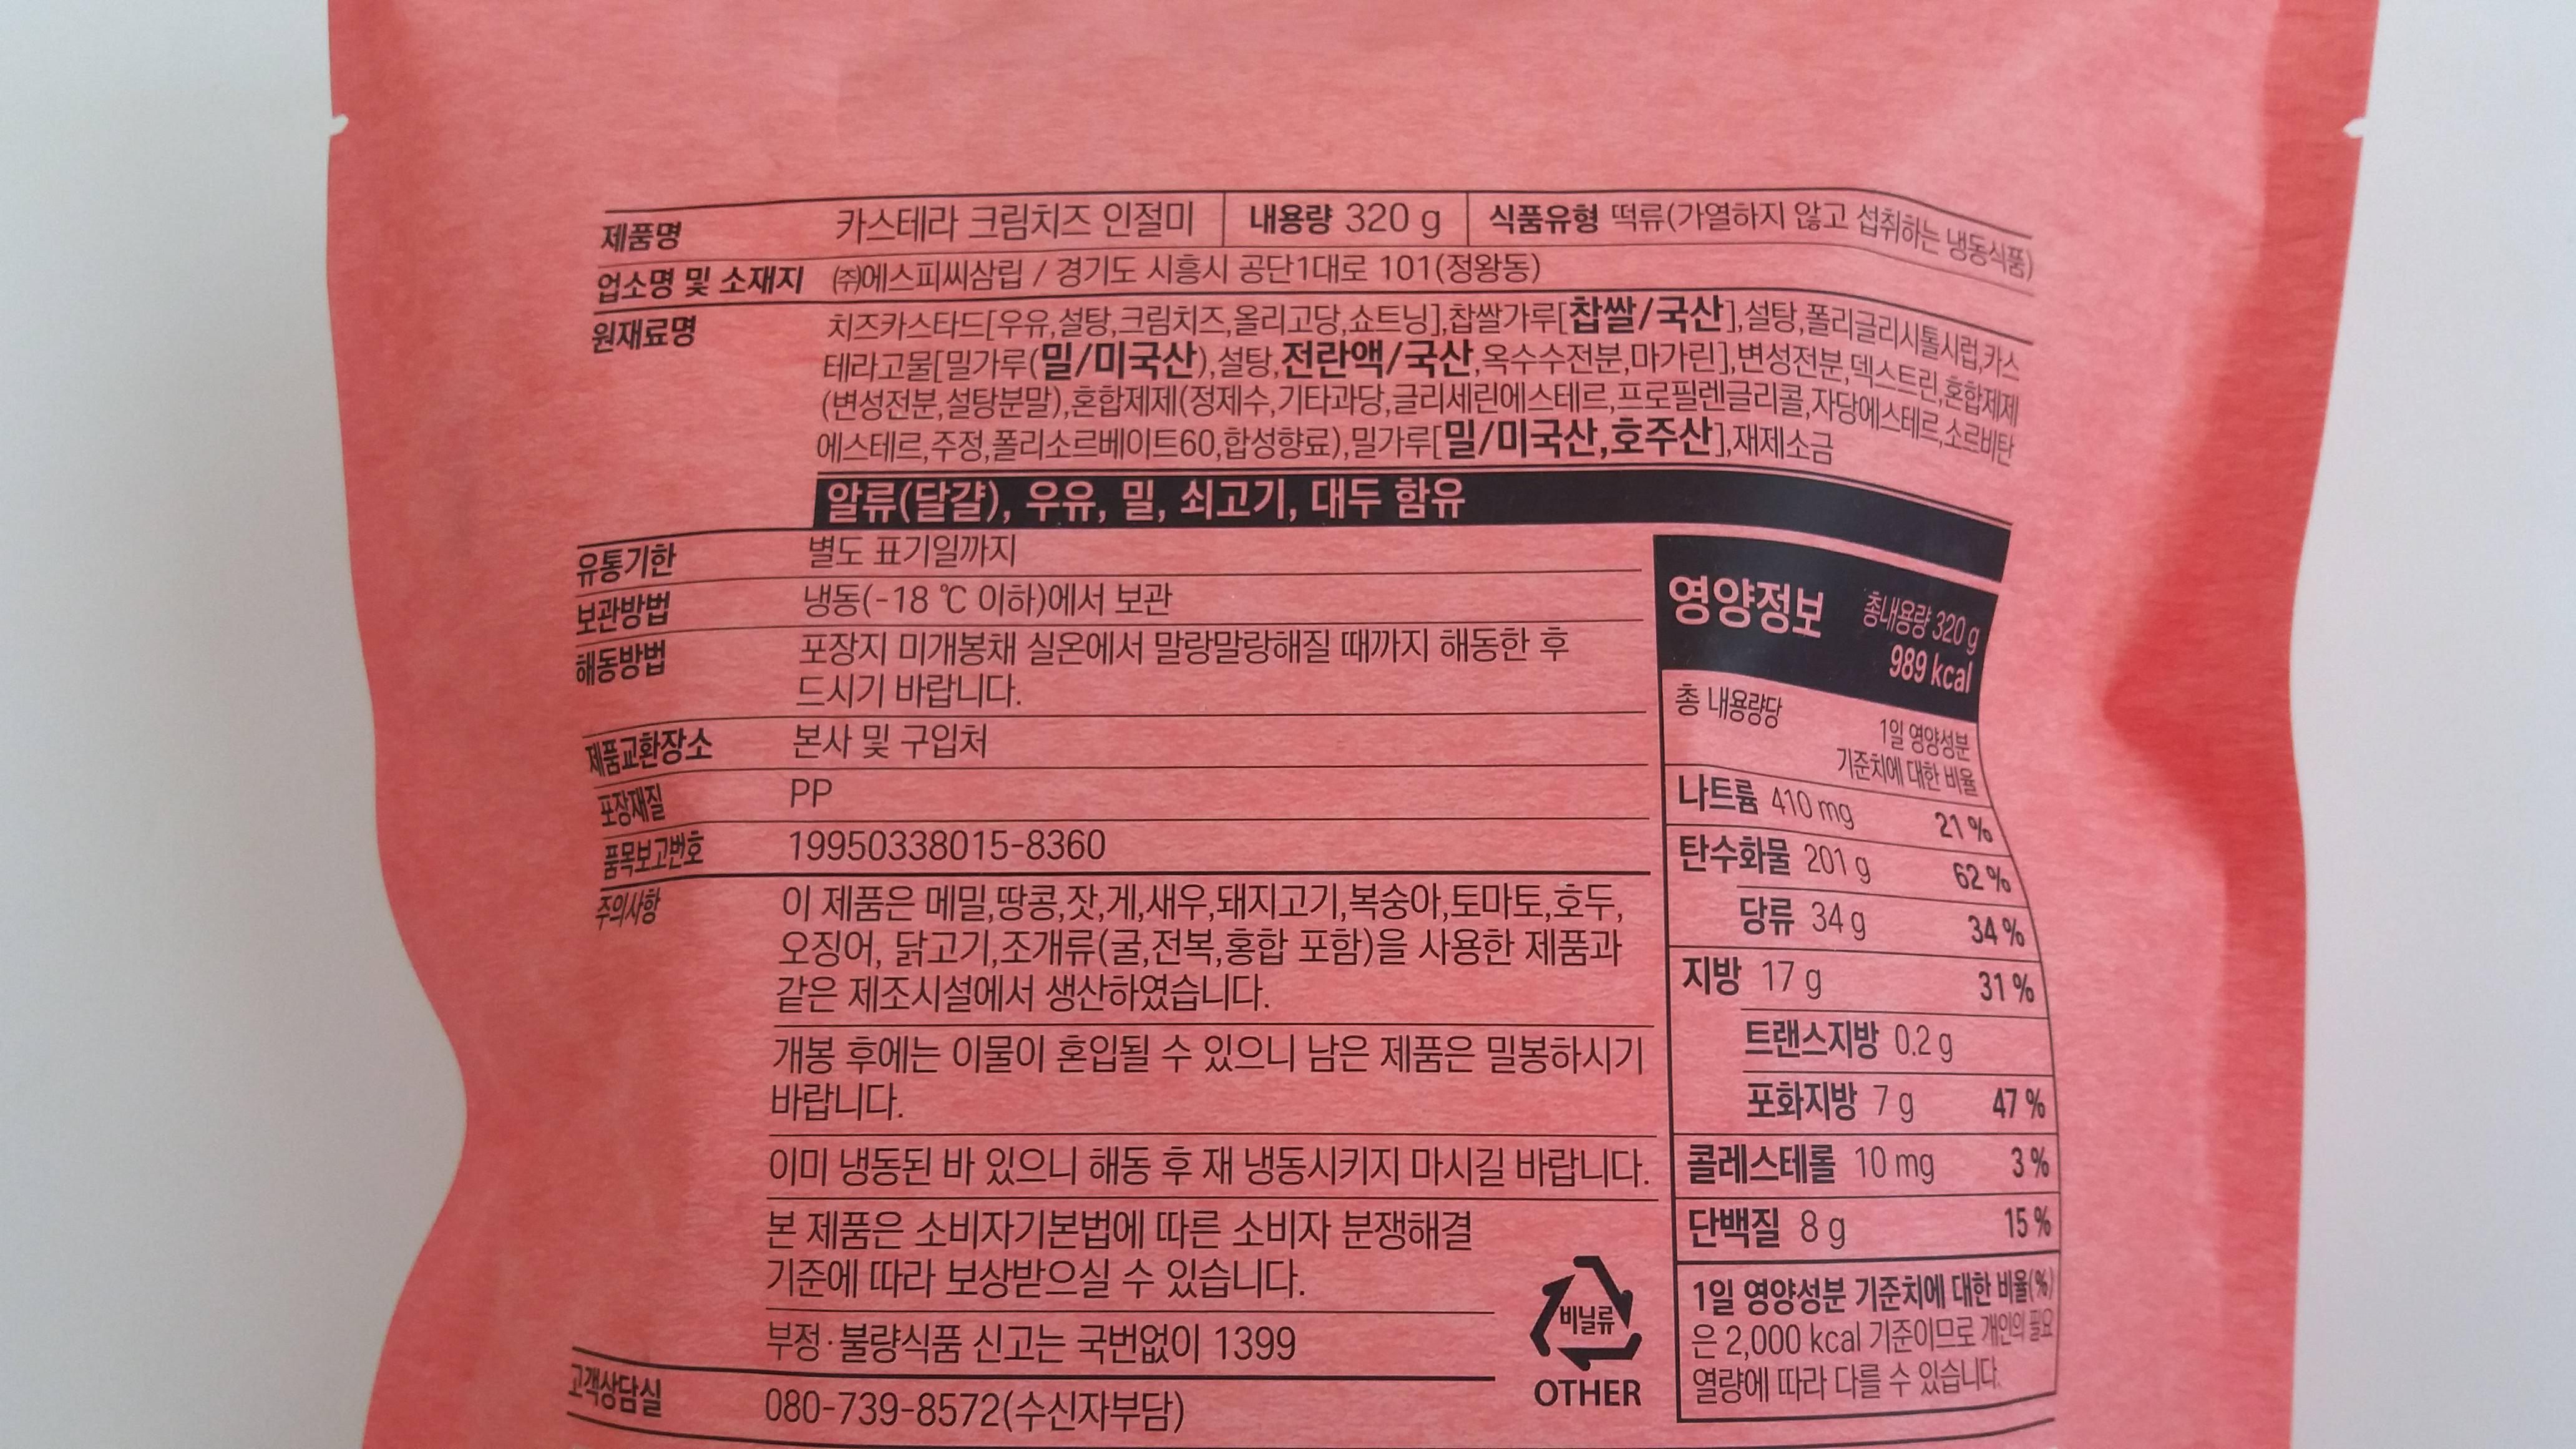 제품명 카스테라 크림치즈 인절미 내용량 320 g 식품유형 떡류(가열하지 않고 섭취하는 냉동식품)
업소명 및 소재지 ㈜에스피씨삼립 / 경기도 시흥시 공단1대로 101(정왕동)
원재료명 치즈카스타드[우유,설탕,크림치즈,올리고당,쇼트닝],찹쌀가루[찹쌀/국산],설탕,폴리글리시톨시럽,카스
테라고물[밀가루(밀/미국산),설탕,전란액/국산,옥수수전분,마가린],변성전분,덱스트린,혼합제제
(변성전분,설탕분말),혼합제제(정제수,기타과당,글리세린에스테르,프로필렌글리콜,자당에스테르,소르비탄
에스테르,주정,폴리소르베이트60,합성향료),밀가루[밀/미국산,호주산],재제소금
알류(달걀), 우유, 밀, 쇠고기, 대두 함유
유통기한 별도 표기일까지
보관방법 냉동(-18 ℃ 이하)에서 보관
해동방법 포장지 미개봉채 실온에서 말랑말랑해질 때까지 해동한 후
드시기 바랍니다.
제품교환장소 본사 및 구입처
포장재질 PP
품목보고번호 19950338015-8360
주의사항 이 제품은 메밀,땅콩,잣,게,새우,돼지고기,복숭아,토마토,호두,
오징어, 닭고기,조개류(굴,전복,홍합 포함)을 사용한 제품과
같은 제조시설에서 생산하였습니다.
개봉 후에는 이물이 혼입될 수 있으니 남은 제품은 밀봉하시기
바랍니다.
이미 냉동된 바 있으니 해동 후 재 냉동시키지 마시길 바랍니다.
본 제품은 소비자기본법에 따른 소비자 분쟁해결
기준에 따라 보상받으실 수 있습니다.
부정·불량식품 신고는 국번없이 1399
고객상담실 080-739-8572(수신자부담)
비닐류
OTHER
영양정보 총내용량 320 g
989 kcal
총 내용량당 1일 영양성분
기준치에 대한 비율
나트륨 410 mg 21 %
탄수화물 201 g 62 %
당류 34 g 34 %
지방 17 g 31 %
트랜스지방 0.2 g
포화지방 7 g 47 %
콜레스테롤 10 mg 3 %
단백질 8 g 15 %
1일 영양성분 기준치에 대한 비율(%)
은 2,000 kcal 기준이므로 개인의 필요
열량에 따라 다를 수 있습니다.